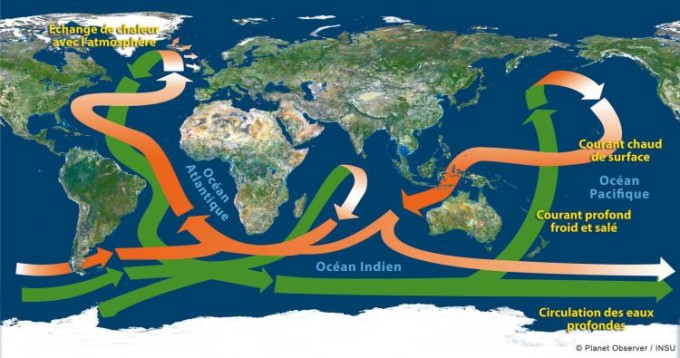 Échange de chaleur
avec l'atmosphère
Courant chaud
de surface
Océan
Atlantique
Océan
Pacifique
Courant profond
froid et salé
Océan Indien
Circulation des eaux
profondes
© Planet Observer / INSU